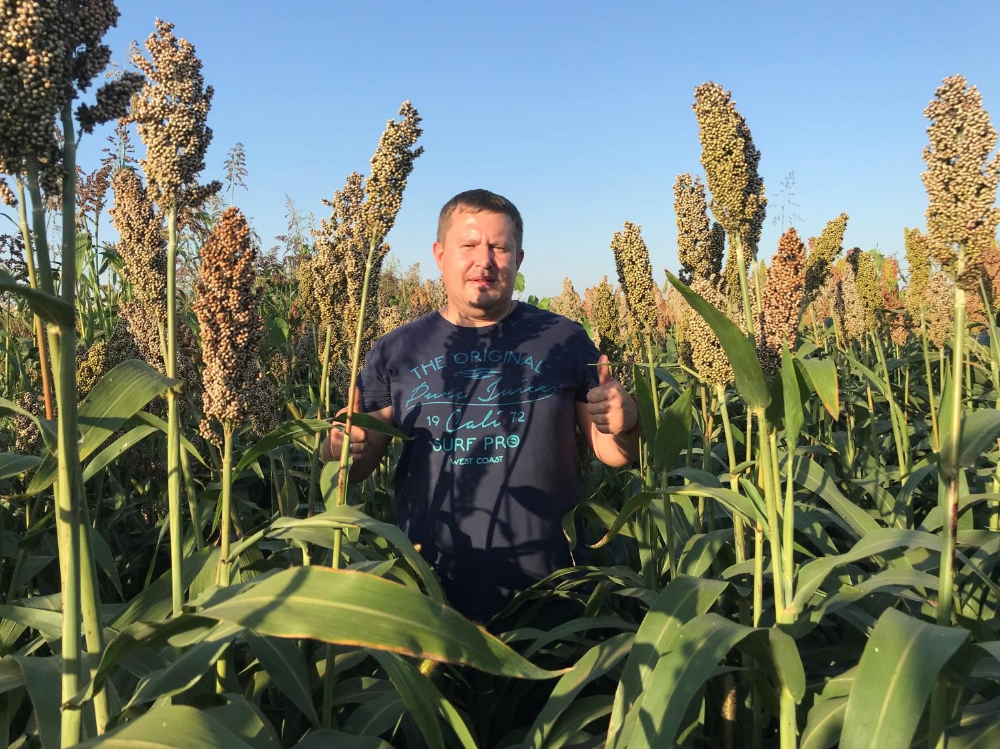 THE ORIGINAL
Pure Juice
19 Cali 72
SURF PRO
WEST COAST